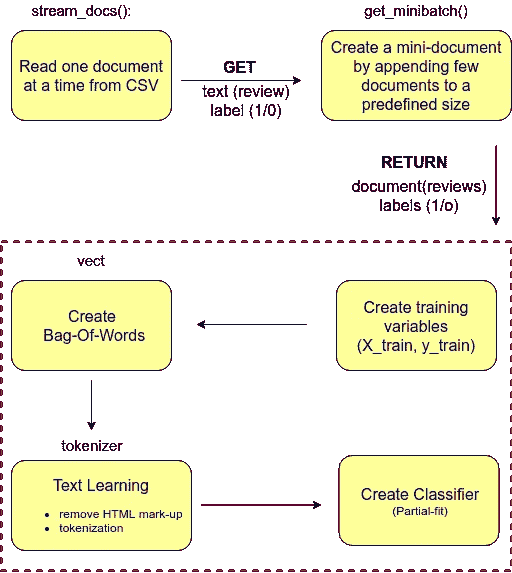 stream_docs():
get_minibatch()
Read one document
at a time from CSV
GET
text (review)
label (1/0)
Create a mini-document
by appending few
documents to a
predefined size
RETURN
document(reviews)
labels (1/o)
vect
Create
Bag-Of-Words
Create training
variables
(X_train, y_train)
tokenizer
Text Learning
• remove HTML mark-up
• tokenization
Create Classifier
(Partial-fit)